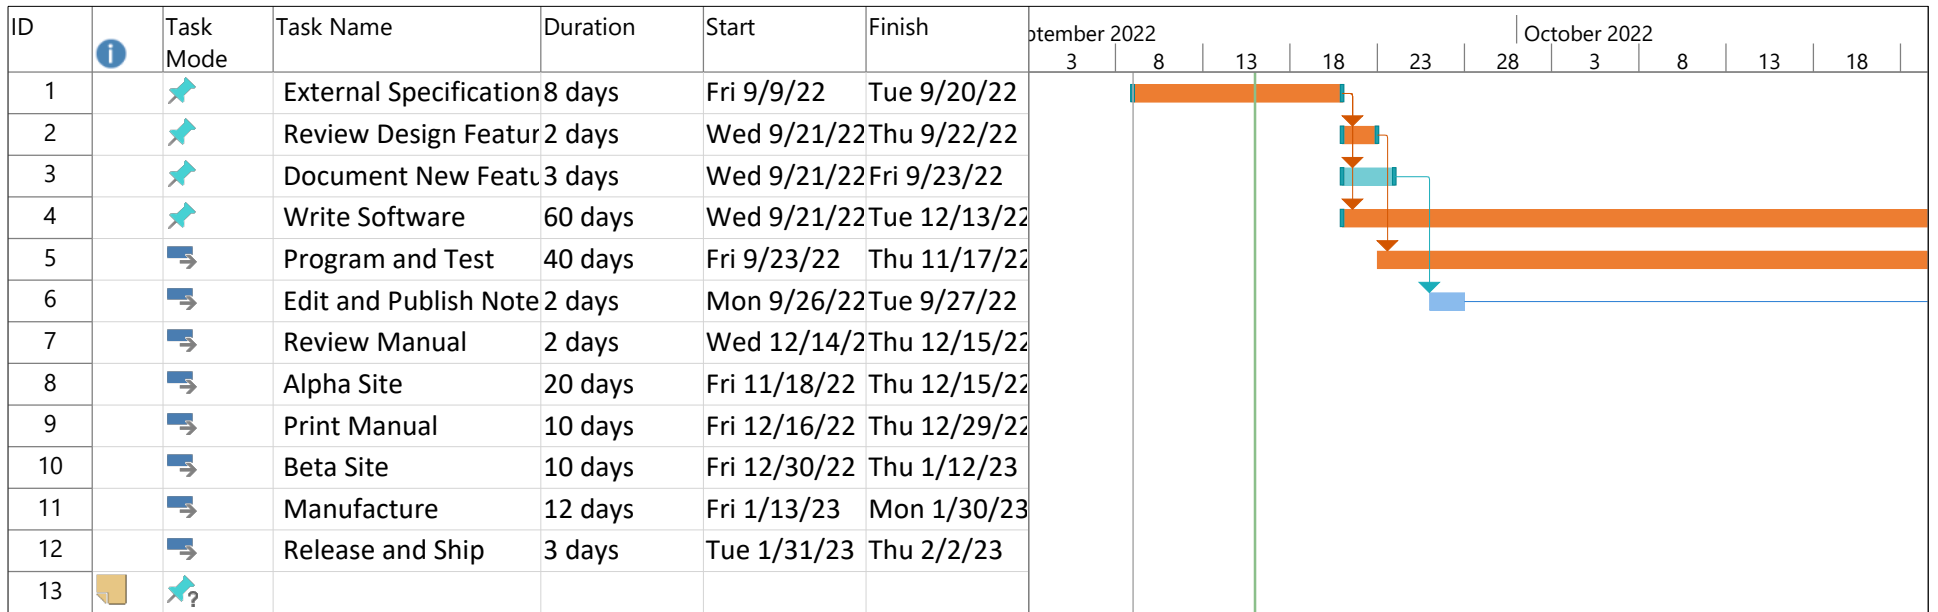 ID Task Mode Task Name Duration Start Finish
ptember 2022 October 2022
3 8 13 18 23 28 3 8 13 18
1 External Specification 8 days Fri 9/9/22 Tue 9/20/22
2 Review Design Featur 2 days Wed 9/21/22 Thu 9/22/22
3 Document New Featu 3 days Wed 9/21/22 Fri 9/23/22
4 Write Software 60 days Wed 9/21/22 Tue 12/13/22
5 Program and Test 40 days Fri 9/23/22 Thu 11/17/22
6 Edit and Publish Note 2 days Mon 9/26/22 Tue 9/27/22
7 Review Manual 2 days Wed 12/14/2 Thu 12/15/22
8 Alpha Site 20 days Fri 11/18/22 Thu 12/15/22
9 Print Manual 10 days Fri 12/16/22 Thu 12/29/22
10 Beta Site 10 days Fri 12/30/22 Thu 1/12/23
11 Manufacture 12 days Fri 1/13/23 Mon 1/30/23
12 Release and Ship 3 days Tue 1/31/23 Thu 2/2/23
13 ?